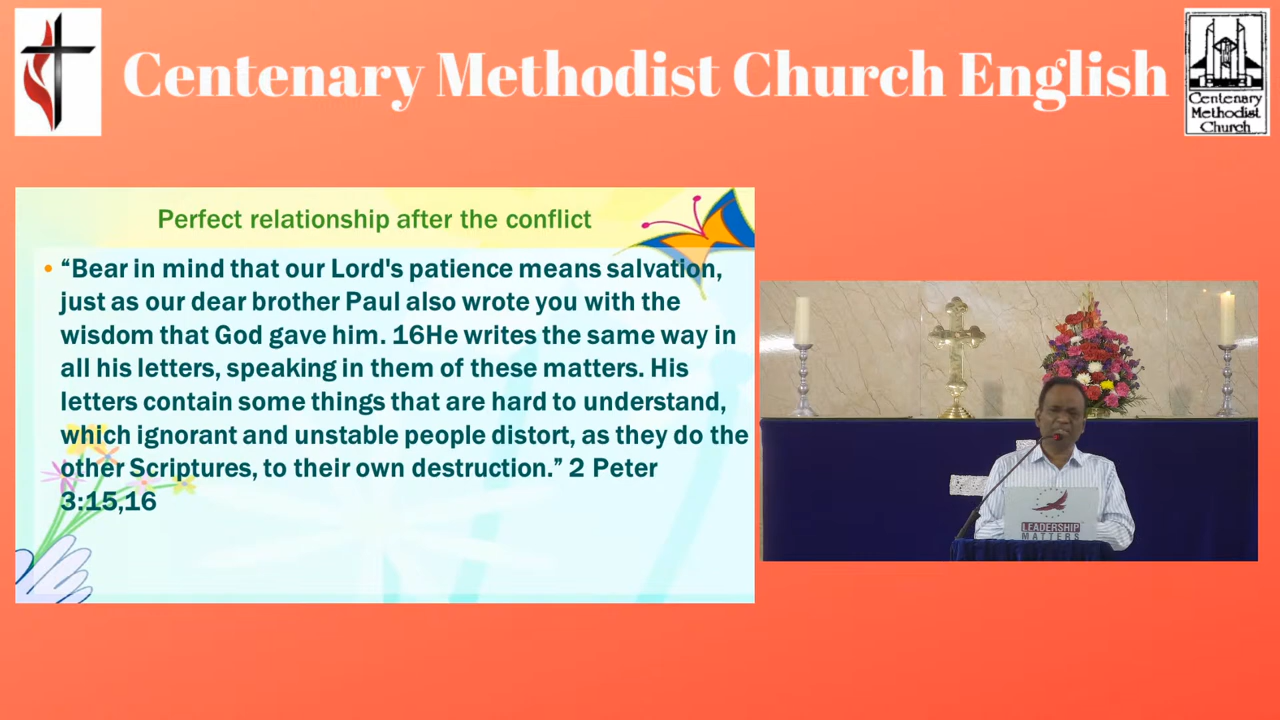 Centenary Methodist Church English
Centenary
Methodist
Church
Perfect relationship after the conflict
• “Bear in mind that our Lord's patience means salvation,
just as our dear brother Paul also wrote you with the
wisdom that God gave him. 16He writes the same way in
all his letters, speaking in them of these matters. His
letters contain some things that are hard to understand,
which ignorant and unstable people distort, as they do the
other Scriptures, to their own destruction.” 2 Peter
3:15,16
LEADERSHIP
MATTERS